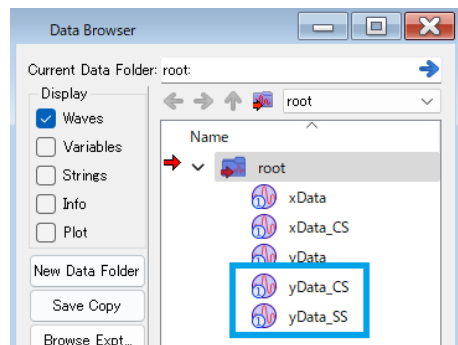 Data Browser
Current Data Folder: root:
Display
Waves
Variables
Strings
Info
Plot
New Data Folder
Save Copy
Browse Expt...
root
Name
root
xData
xData_CS
yData
yData_CS
yData_SS